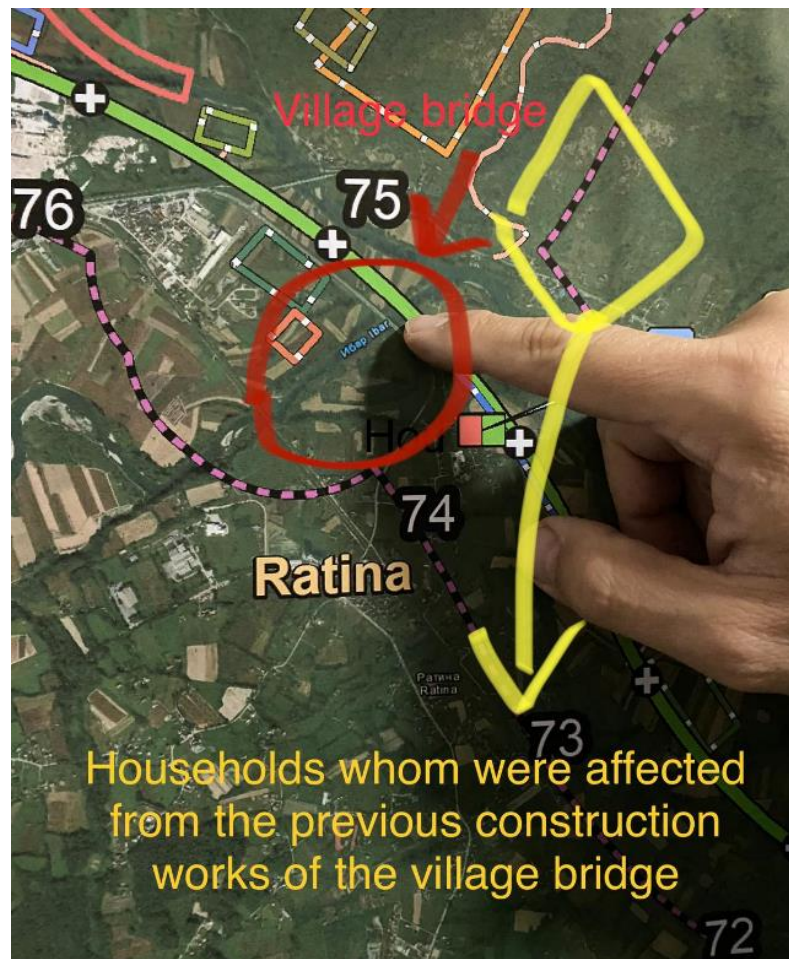 Village bridge
75
76
Ибар Ibar
74
Ratina
Ратина
Ratina
73
Households whom were affected
from the previous construction
works of the village bridge
72